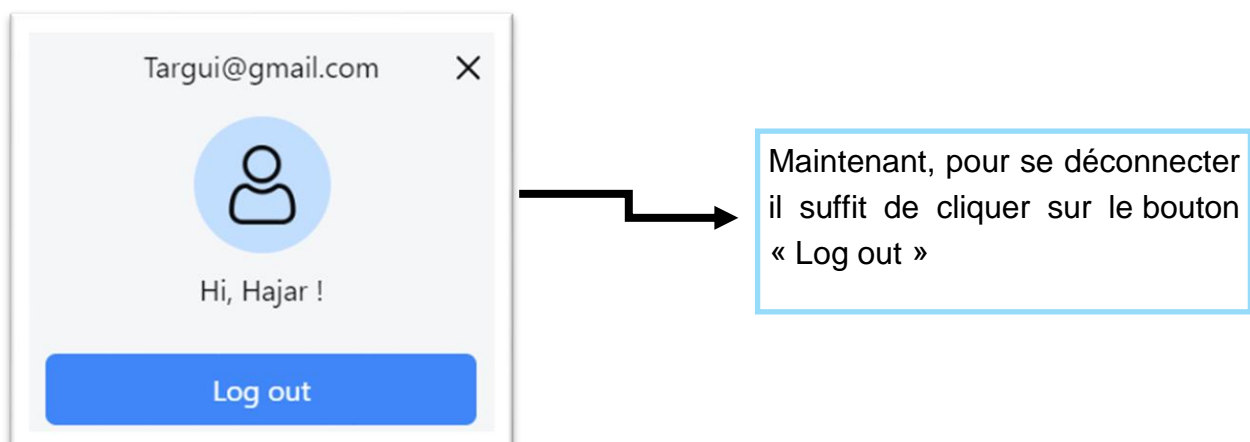 Targui@gmail.com
Hi, Hajar !
Log out
Maintenant, pour se déconnecter
il suffit de cliquer sur le bouton
« Log out »